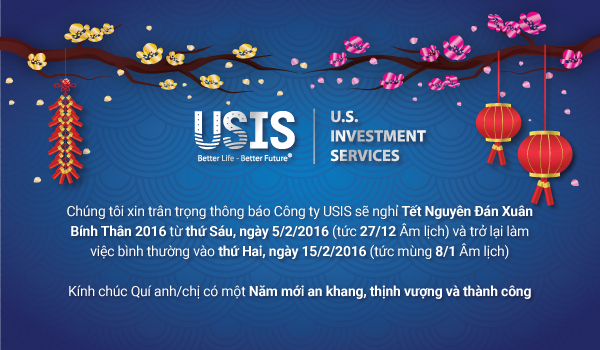 USIS
Better Life - Better Future®
U.S.
INVESTMENT
SERVICES
Chúng tôi xin trân trọng thông báo Công ty USIS sẽ nghỉ Tết Nguyên Đán Xuân
Bính Thân 2016 từ thứ Sáu, ngày 5/2/2016 (tức 27/12 Âm lịch) và trở lại làm
việc bình thường vào thứ Hai, ngày 15/2/2016 (tức mùng 8/1 Âm lịch)
Kính chúc Quí anh/chị có một Năm mới an khang, thịnh vượng và thành công